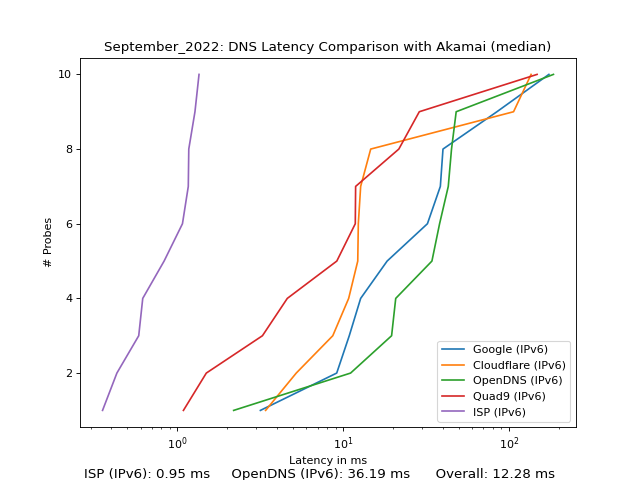 September_2022: DNS Latency Comparison with Akamai (median)
10
8
6
4
2
# Probes
Google (IPv6)
Cloudflare (IPv6)
OpenDNS (IPv6)
Quad9 (IPv6)
ISP (IPv6)
10⁰ 10¹ 10²
Latency in ms
ISP (IPv6): 0.95 ms OpenDNS (IPv6): 36.19 ms Overall: 12.28 ms